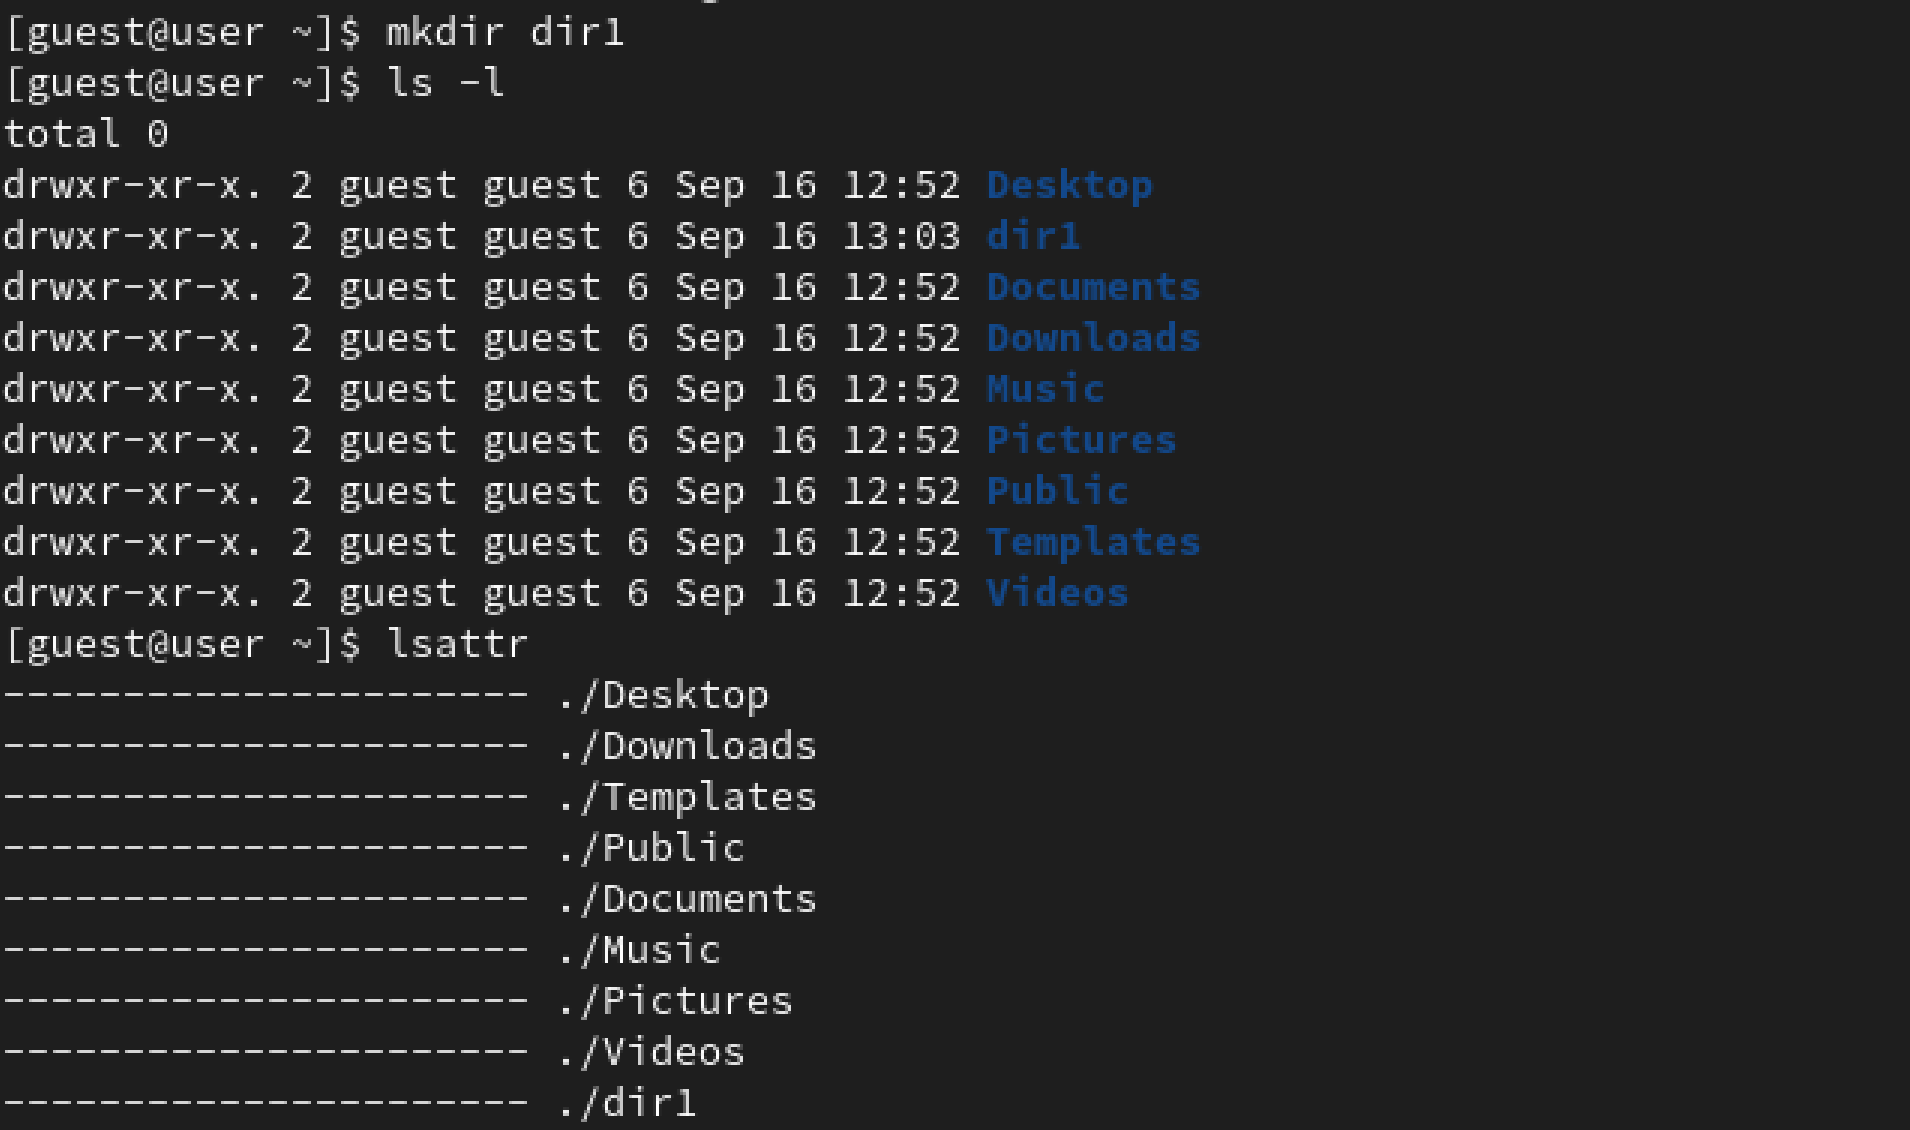 [guest@user ~]$ mkdir dir1
[guest@user ~]$ ls -l
total 0
drwxr-xr-x. 2 guest guest 6 Sep 16 12:52 Desktop
drwxr-xr-x. 2 guest guest 6 Sep 16 13:03 dir1
drwxr-xr-x. 2 guest guest 6 Sep 16 12:52 Documents
drwxr-xr-x. 2 guest guest 6 Sep 16 12:52 Downloads
drwxr-xr-x. 2 guest guest 6 Sep 16 12:52 Music
drwxr-xr-x. 2 guest guest 6 Sep 16 12:52 Pictures
drwxr-xr-x. 2 guest guest 6 Sep 16 12:52 Public
drwxr-xr-x. 2 guest guest 6 Sep 16 12:52 Templates
drwxr-xr-x. 2 guest guest 6 Sep 16 12:52 Videos
[guest@user ~]$ lsattr
---------------------- ./Desktop
---------------------- ./Downloads
---------------------- ./Templates
---------------------- ./Public
---------------------- ./Documents
---------------------- ./Music
---------------------- ./Pictures
---------------------- ./Videos
---------------------- ./dir1